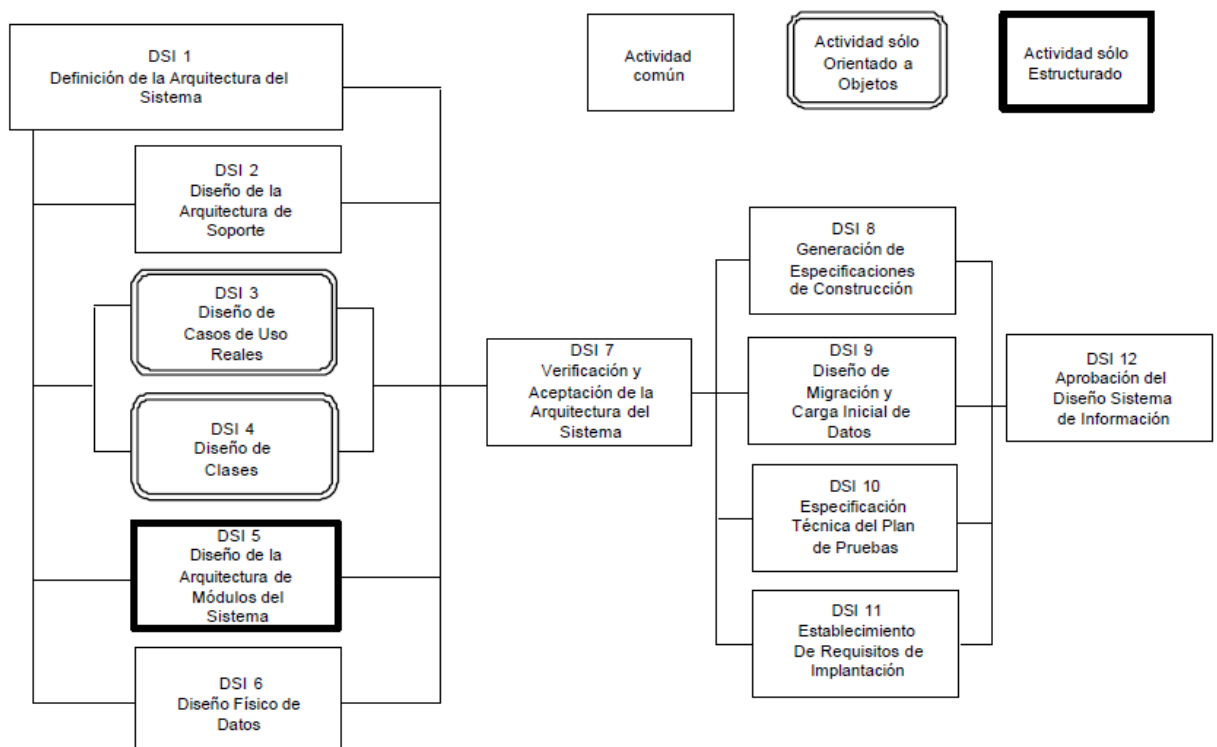 DSI 1
Definición de la Arquitectura del
Sistema
Actividad
común
Actividad sólo
Orientado a
Objetos
Actividad sólo
Estructurado
DSI 2
Diseño de la
Arquitectura de
Soporte
DSI 3
Diseño de
Casos de Uso
Reales
DSI 4
Diseño de
Clases
DSI 5
Diseño de la
Arquitectura de
Módulos del
Sistema
DSI 6
Diseño Físico de
Datos
DSI 7
Verificación y
Aceptación de la
Arquitectura del
Sistema
DSI 8
Generación de
Especificaciones
de Construcción
DSI 9
Diseño de
Migración y
Carga Inicial de
Datos
DSI 10
Especificación
Técnica del Plan
de Pruebas
DSI 11
Establecimiento
De Requisitos de
Implantación
DSI 12
Aprobación del
Diseño Sistema
de Información